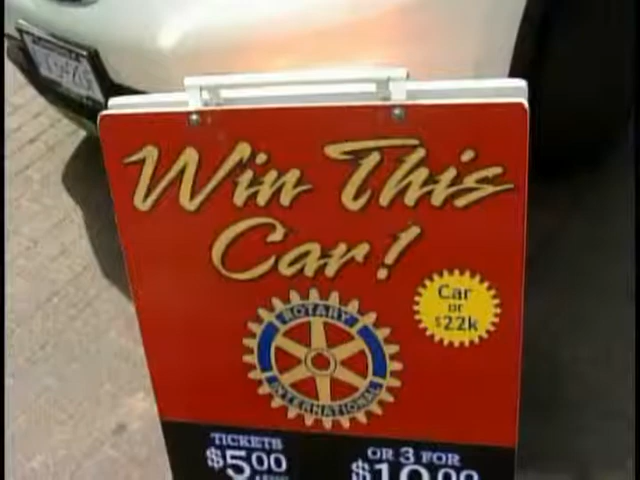 Win This
Car!
Car
or
$22k
ROTARY
INTERNATIONAL
TICKETS
$5.00
OR 3 FOR
$10.00